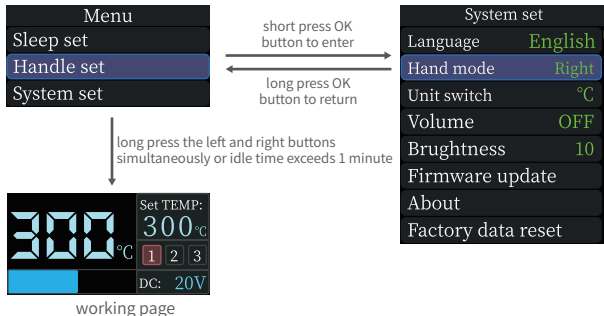 Menu
Sleep set
Handle set
System set
short press OK
button to enter
long press OK
button to return
System set
Language English
Hand mode Right
Unit switch ℃
Volume OFF
Brughtness 10
Firmware update
About
Factory data reset
long press the left and right buttons
simultaneously or idle time exceeds 1 minute
300℃
Set TEMP:
300℃
1 2 3
DC: 20V
working page